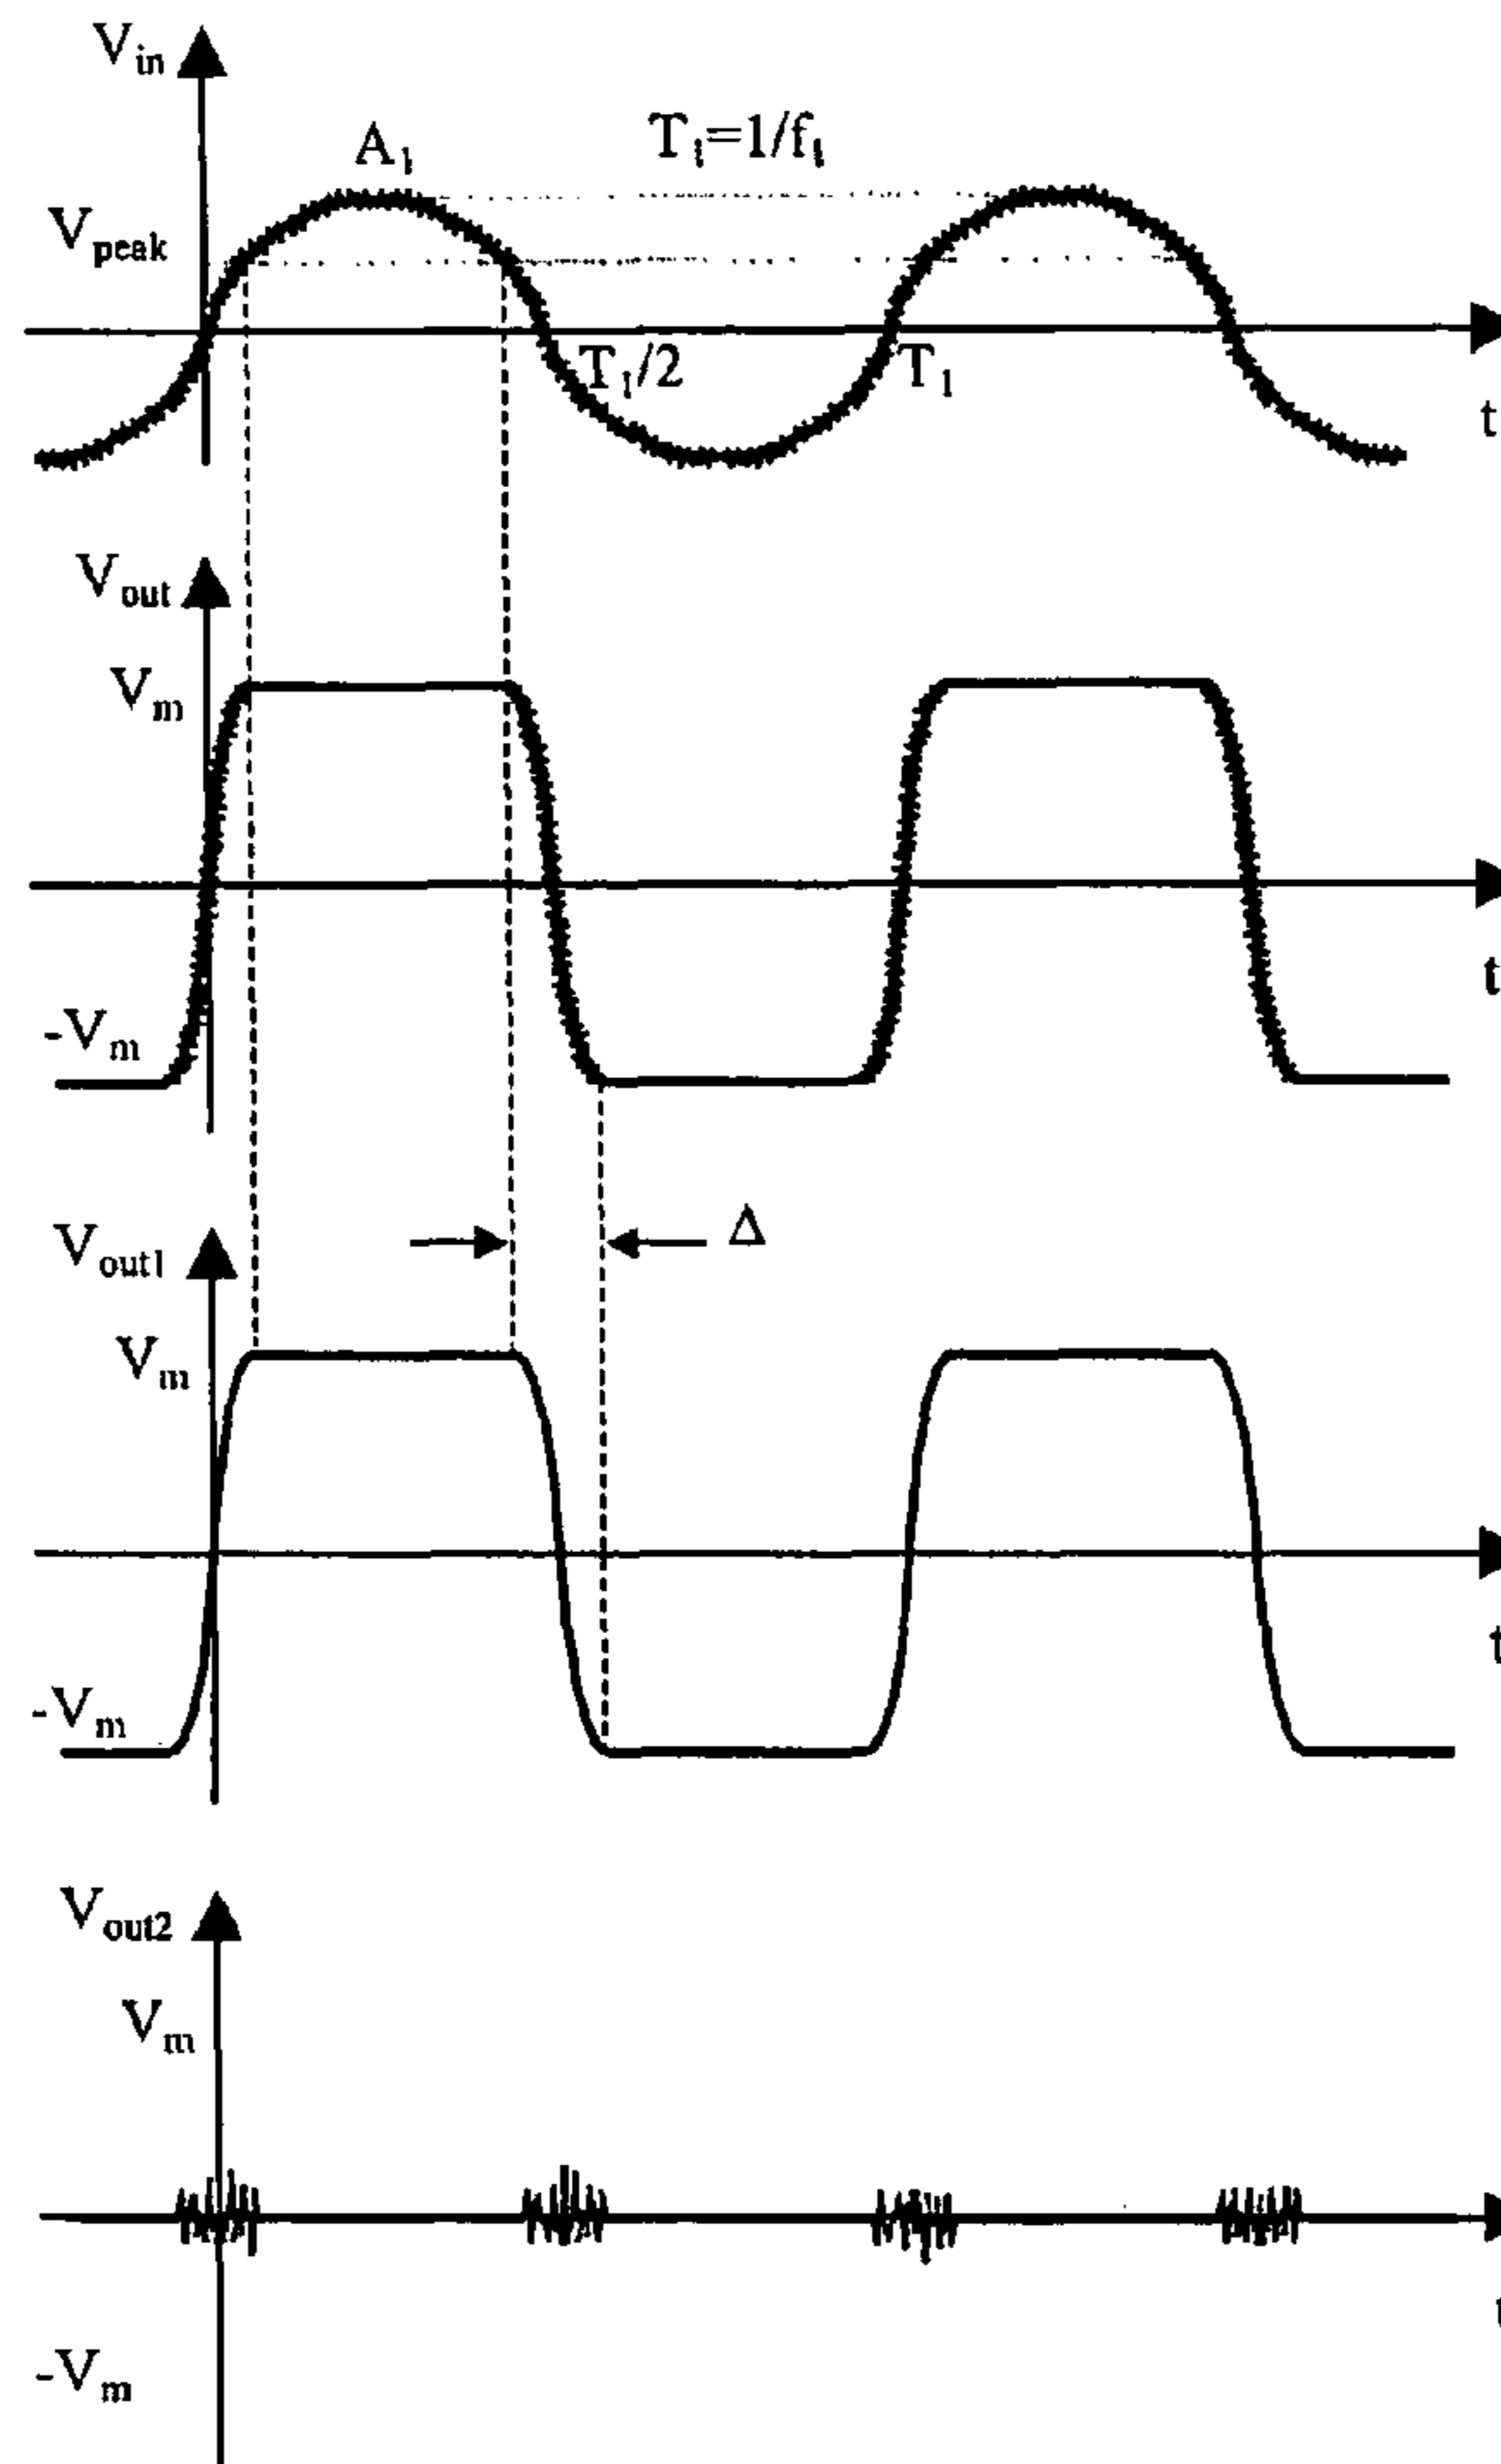 V_in
A_1
T_1=1/f_1
V_peak
T_1/2
T_1
t
V_out
V_m
t
-V_m
Δ
V_out1
V_m
t
-V_m
V_out2
V_m
t
-V_m